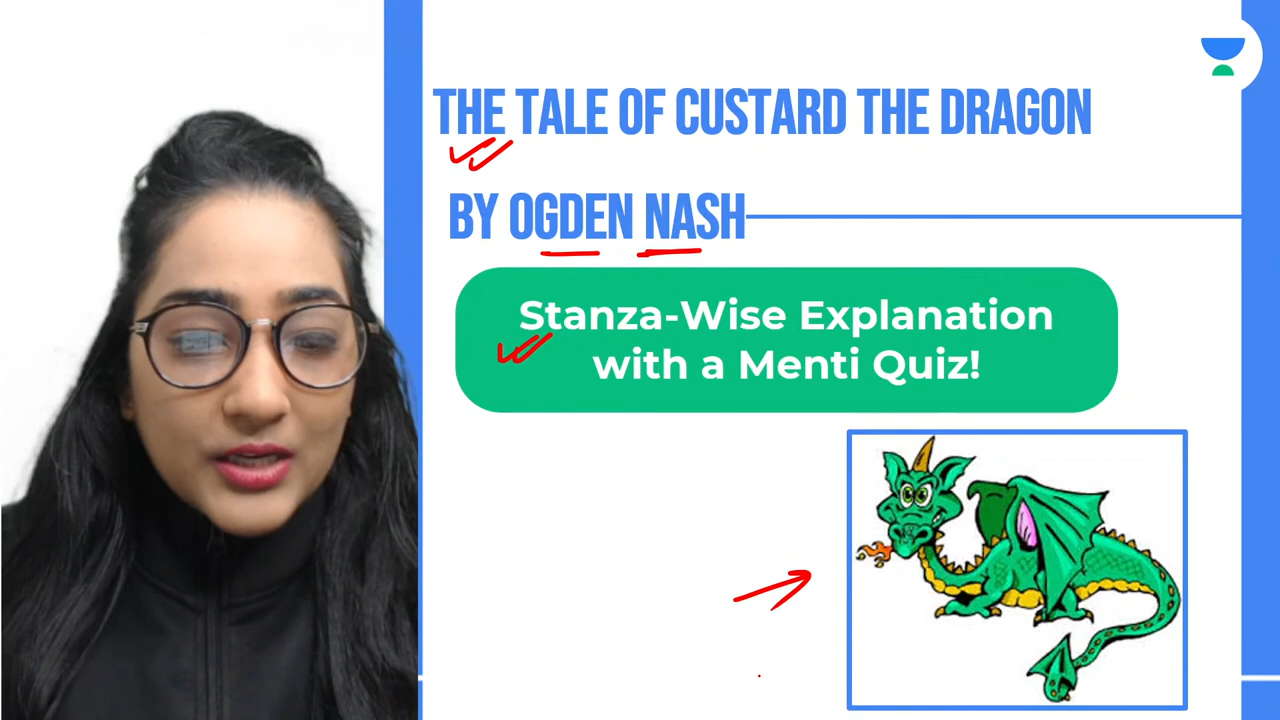 THE TALE OF CUSTARD THE DRAGON
BY OGDEN NASH
Stanza-Wise Explanation
with a Menti Quiz!